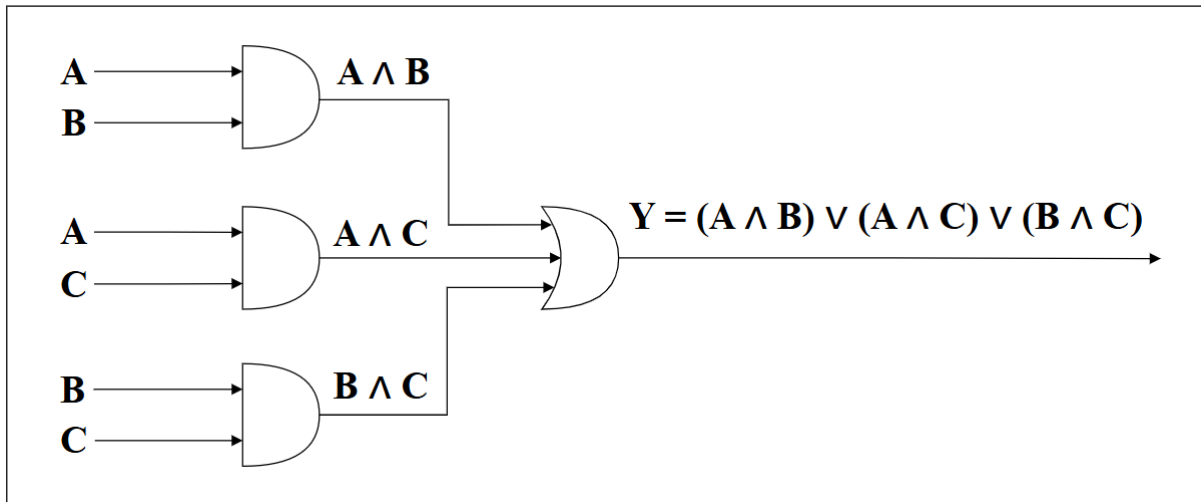 A
A ∧ B
B
A
A ∧ C
Y = (A ∧ B) ∨ (A ∧ C) ∨ (B ∧ C)
C
B
B ∧ C
C